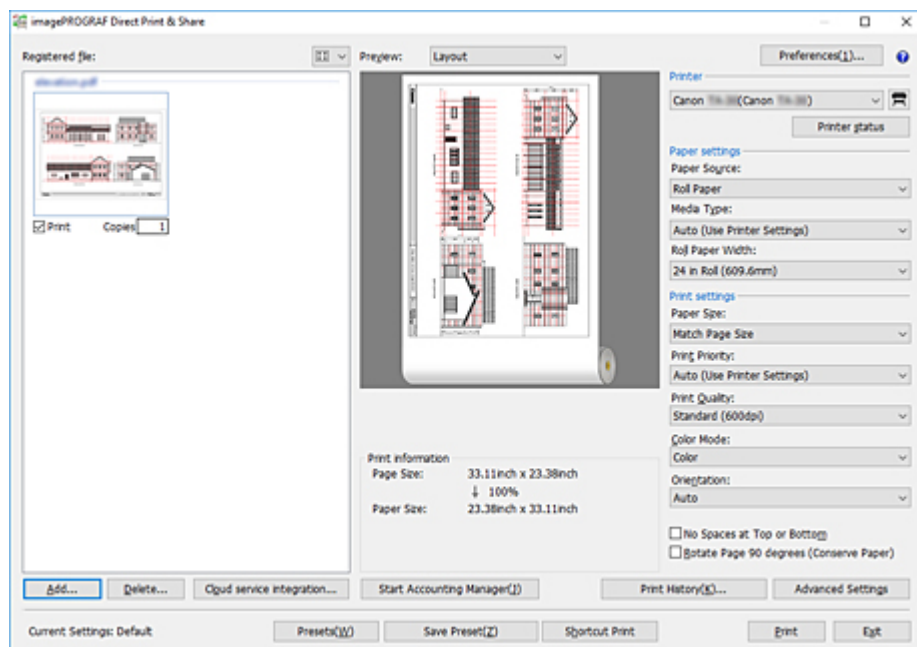 imagePROGRAF Direct Print & Share
Registered file:
Preview: Layout
Preferences(1)...
Printer
Canon (Canon )
Printer status
Paper settings
Paper Source:
Roll Paper
Media Type:
Auto (Use Printer Settings)
Roll Paper Width:
24 in Roll (609.6mm)
Print settings
Paper Size:
Match Page Size
Print Priority:
Auto (Use Printer Settings)
Print Quality:
Standard (600dpi)
Color Mode:
Color
Orientation:
Auto
No Spaces at Top or Bottom
Rotate Page 90 degrees (Conserve Paper)
Print Copies 1
Print information
Page Size: 33.11inch x 23.38inch
↓ 100%
Paper Size: 23.38inch x 33.11inch
Add... Delete... Cloud service integration... Start Accounting Manager(J) Print History(K)... Advanced Settings
Current Settings: Default Presets(W) Save Preset(Z) Shortcut Print Print Exit